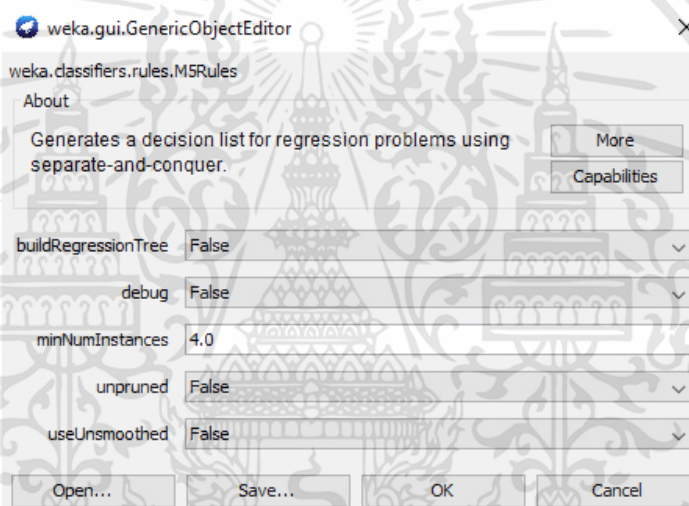 weka.gui.GenericObjectEditor
weka.classifiers.rules.M5Rules
About
Generates a decision list for regression problems using
separate-and-conquer.
More
Capabilities
buildRegressionTree False
debug False
minNumInstances 4.0
unpruned False
useUnsmoothed False
Open... Save... OK Cancel